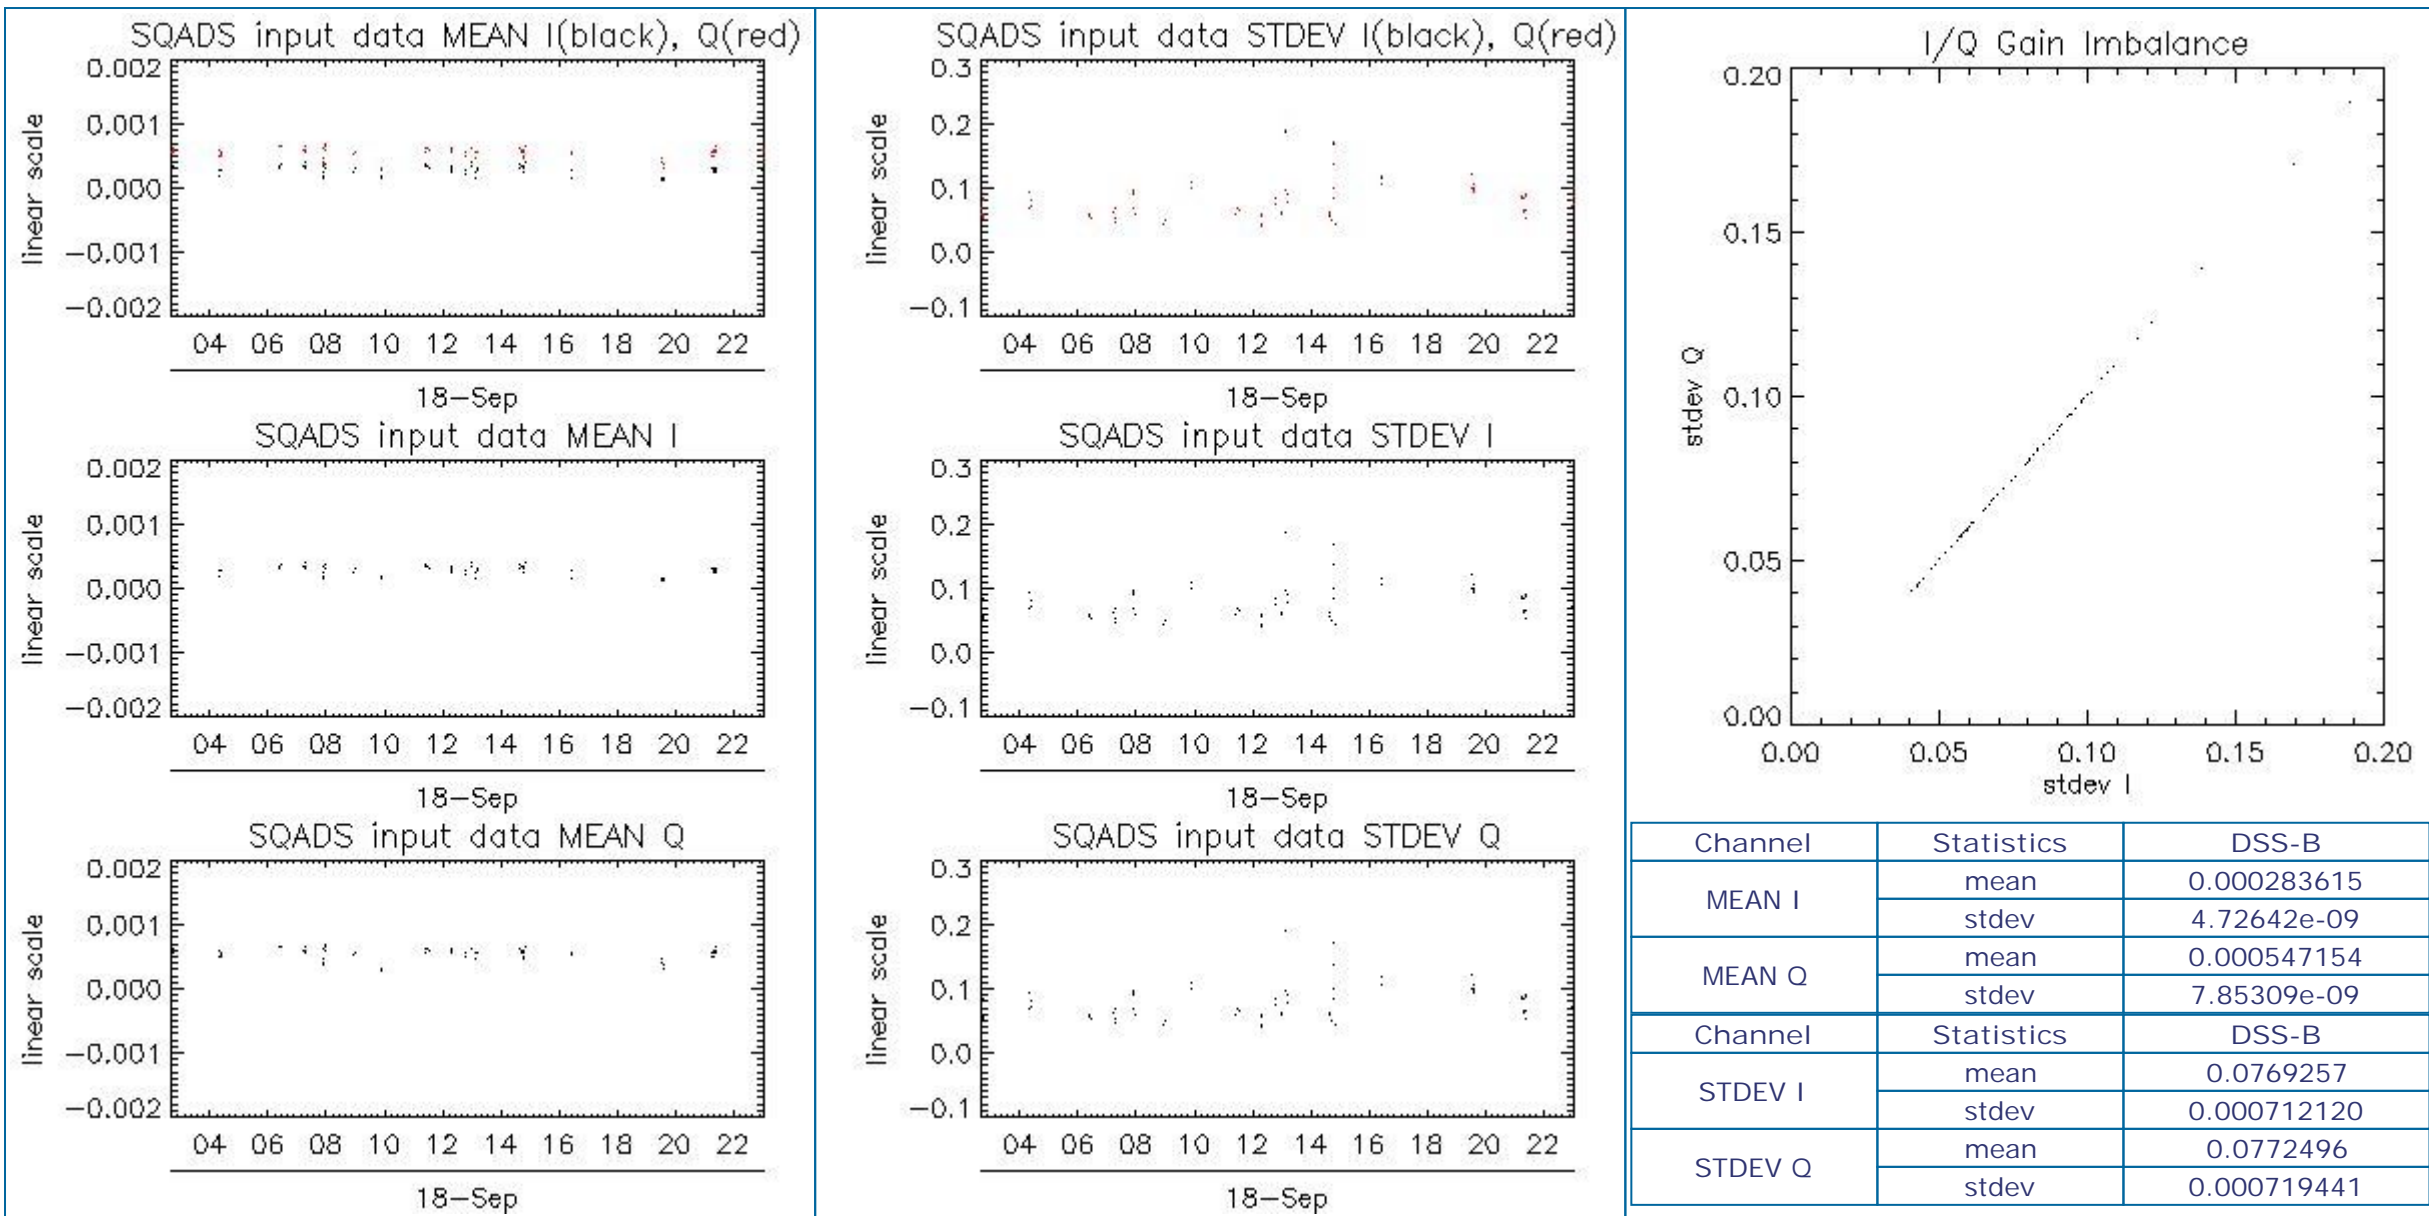 SQADS input data MEAN I(black), Q(red)
linear scale
0.002
0.001
0.000
−0.001
−0.002
04 06 08 10 12 14 16 18 20 22
18−Sep
SQADS input data MEAN I
linear scale
0.002
0.001
0.000
−0.001
−0.002
04 06 08 10 12 14 16 18 20 22
18−Sep
SQADS input data MEAN Q
linear scale
0.002
0.001
0.000
−0.001
−0.002
04 06 08 10 12 14 16 18 20 22
18−Sep
SQADS input data STDEV I(black), Q(red)
linear scale
0.3
0.2
0.1
0.0
−0.1
04 06 08 10 12 14 16 18 20 22
18−Sep
SQADS input data STDEV I
linear scale
0.3
0.2
0.1
0.0
−0.1
04 06 08 10 12 14 16 18 20 22
18−Sep
SQADS input data STDEV Q
linear scale
0.3
0.2
0.1
0.0
−0.1
04 06 08 10 12 14 16 18 20 22
18−Sep
I/Q Gain Imbalance
stdev Q
0.20
0.15
0.10
0.05
0.00
0.00 0.05 0.10 0.15 0.20
stdev I
Channel Statistics DSS-B
MEAN I mean 0.000283615
stdev 4.72642e-09
MEAN Q mean 0.000547154
stdev 7.85309e-09
Channel Statistics DSS-B
STDEV I mean 0.0769257
stdev 0.000712120
STDEV Q mean 0.0772496
stdev 0.000719441